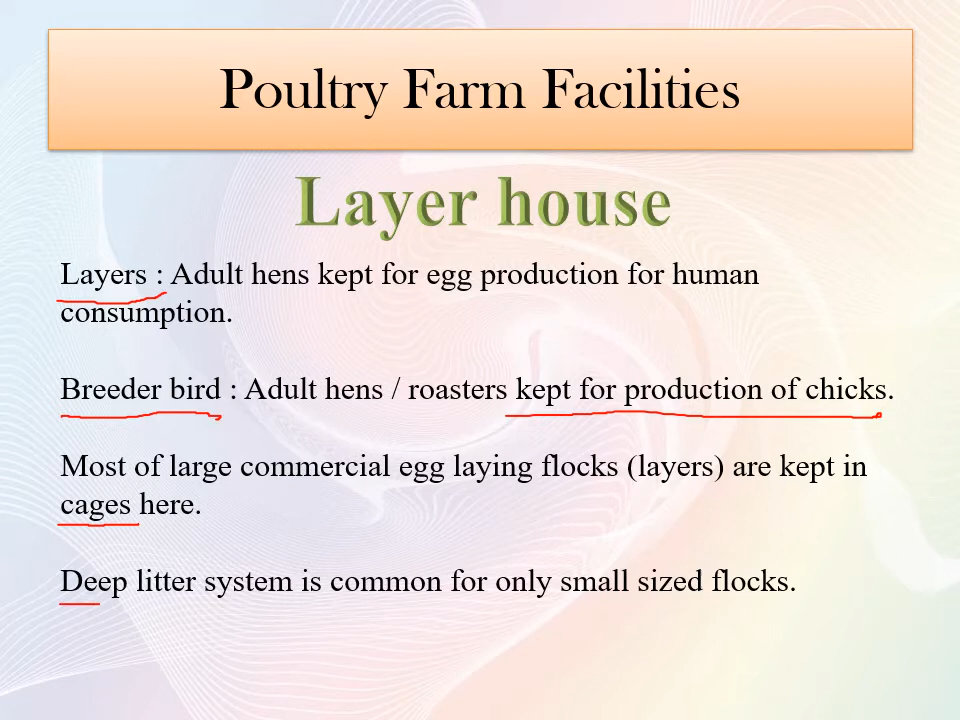 Poultry Farm Facilities
Layer house
Layers : Adult hens kept for egg production for human
consumption.
Breeder bird : Adult hens / roasters kept for production of chicks.
Most of large commercial egg laying flocks (layers) are kept in
cages here.
Deep litter system is common for only small sized flocks.